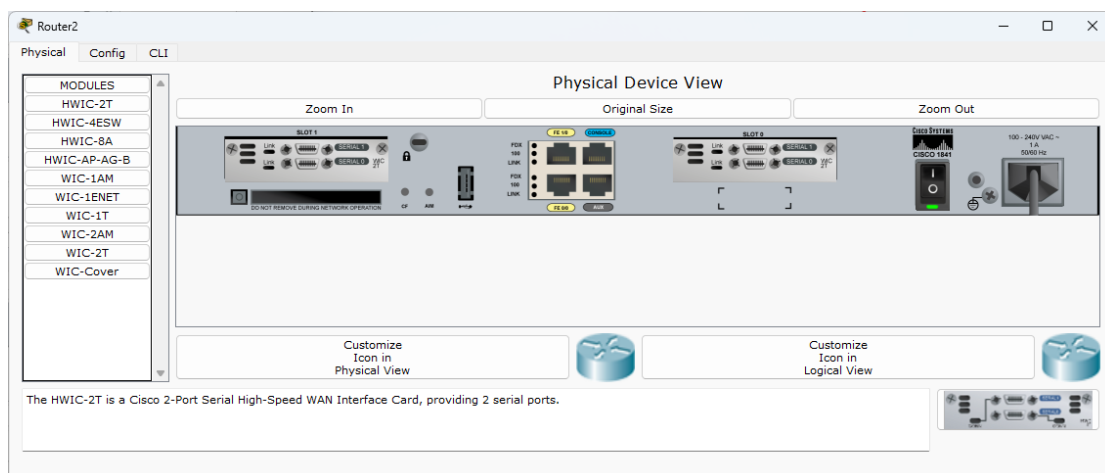 Router2
Physical Config CLI
MODULES
HWIC-2T
HWIC-4ESW
HWIC-8A
HWIC-AP-AG-B
WIC-1AM
WIC-1ENET
WIC-1T
WIC-2AM
WIC-2T
WIC-Cover
Physical Device View
Zoom In Original Size Zoom Out
SLOT 1
Link SERIAL 1
Link SERIAL 0 WIC
2T
DO NOT REMOVE DURING NETWORK OPERATION
CF
FE 1/0 CONSOLE
FDX
100
LINK
FDX
100
LINK
FE 0/0 AUX
SLOT 0
Link SERIAL 1
Link SERIAL 0 WIC
2T
CISCO SYSTEMS
CISCO 1841
I
O
100 - 240V VAC ~
1 A
50/60 Hz
Customize
Icon in
Physical View
Customize
Icon in
Logical View
The HWIC-2T is a Cisco 2-Port Serial High-Speed WAN Interface Card, providing 2 serial ports.